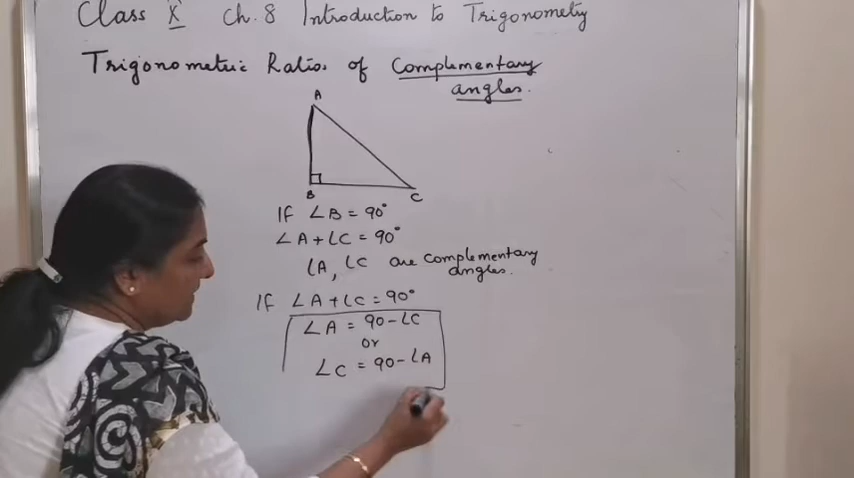 Class X Ch. 8 Introduction to Trigonometry
Trigonometric Ratios of Complementary
angles.
A
B
C
If ∠B = 90°
∠A + ∠C = 90°
∠A, ∠C are complementary
angles.
If ∠A + ∠C = 90°
∠A = 90 - ∠C
or
∠C = 90 - ∠A